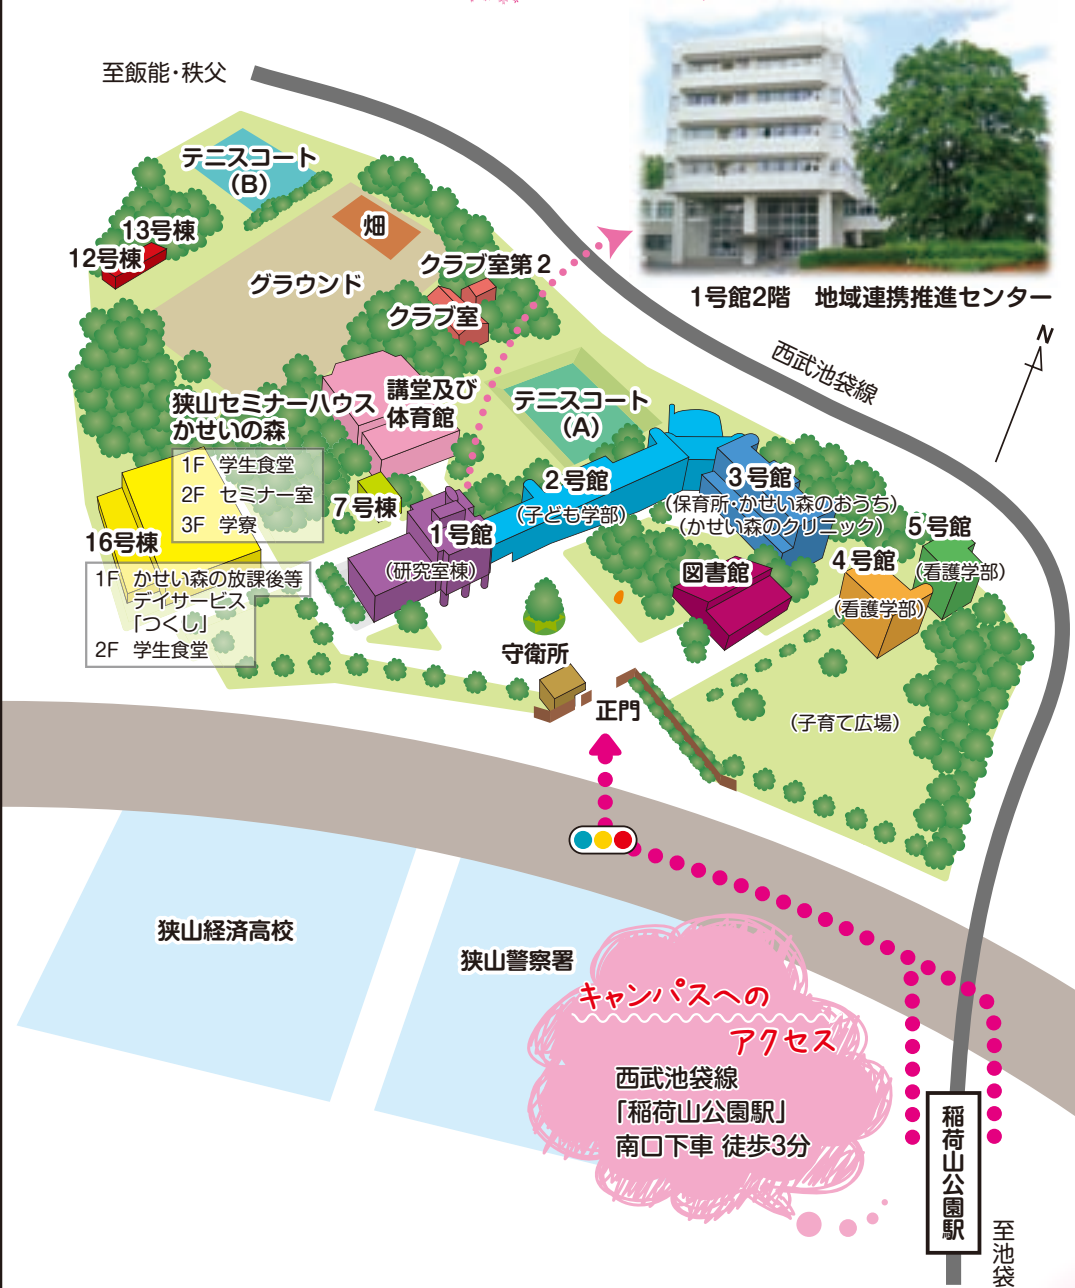 至飯能・秩父
テニスコート
（B）
畑
13号棟
12号棟
グラウンド
クラブ室第2
クラブ室
1号館2階　地域連携推進センター
N
西武池袋線
講堂及び
体育館
テニスコート
（A）
狭山セミナーハウス
かせいの森
1F 学生食堂
2F セミナー室
3F 学寮
7号棟
2号館
（子ども学部）
3号館
（保育所・かせい森のおうち）
（かせい森のクリニック）
1号館
（研究室棟）
5号館
（看護学部）
4号館
（看護学部）
図書館
16号棟
1F かせい森の放課後等
デイサービス
「つくし」
2F 学生食堂
守衛所
正門
（子育て広場）
狭山経済高校
狭山警察署
キャンパスへの
アクセス
西武池袋線
「稲荷山公園駅」
南口下車 徒歩3分
稲荷山公園駅
至池袋